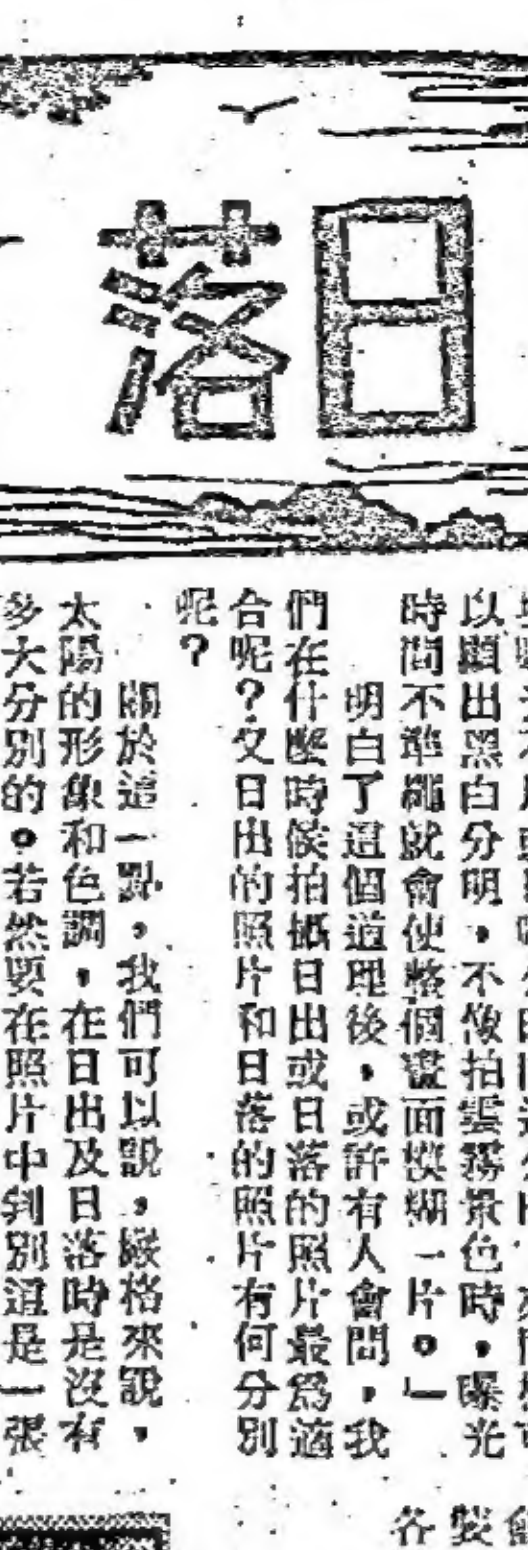 日落
以顯出黑白分明,不像拍雲霧景色時,曝光
時間不準繩就會使整個畫面模糊一片。」
明白了這個道理後,或許有人會問,我
們在什麼時候拍攝日出或日落的照片最爲適
合呢?又日出的照片和日落的照片有何分別
呢?
關於這一點,我們可以說,嚴格來說,
太陽的形象和色調,在日出及日落時是沒有
多大分別的。若然要在照片中判別這是一張